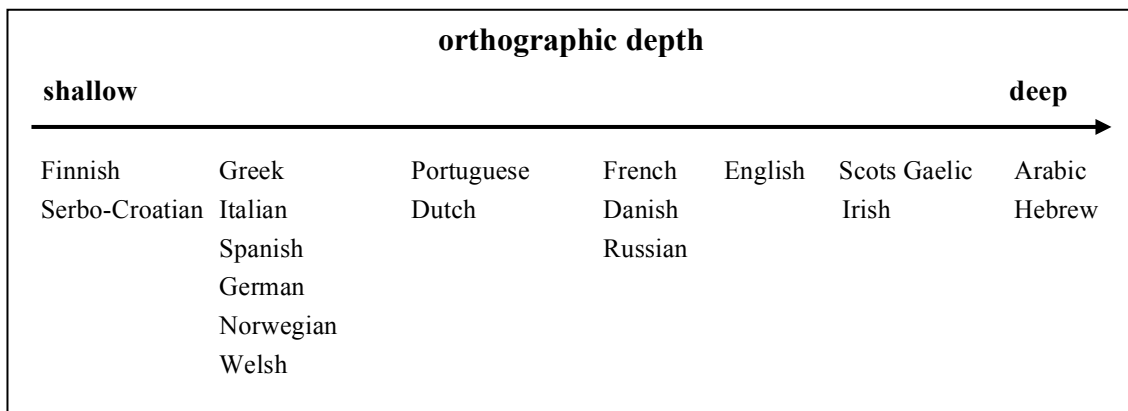 orthographic depth
shallow deep
Finnish Greek Portuguese French English Scots Gaelic Arabic
Serbo-Croatian Italian Dutch Danish Irish Hebrew
Spanish Russian
German
Norwegian
Welsh